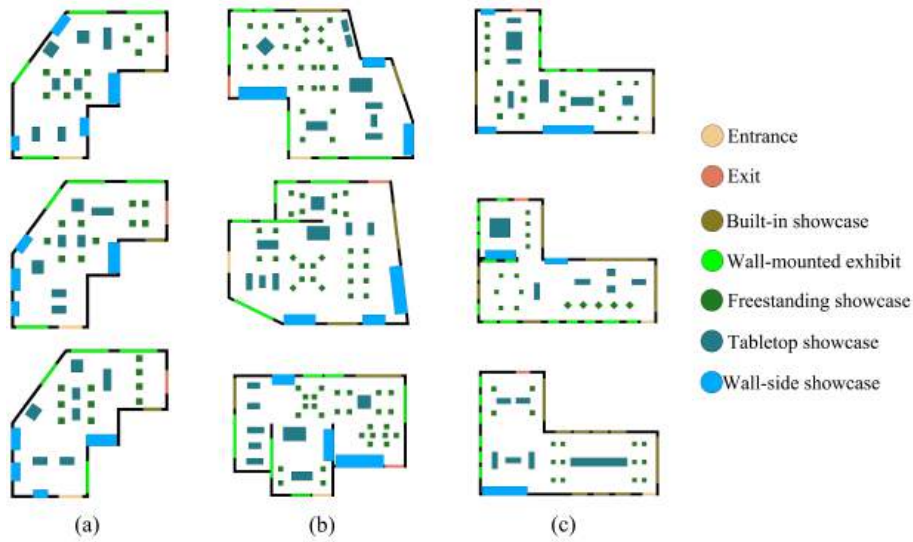 Entrance
Exit
Built-in showcase
Wall-mounted exhibit
Freestanding showcase
Tabletop showcase
Wall-side showcase
(a)
(b)
(c)